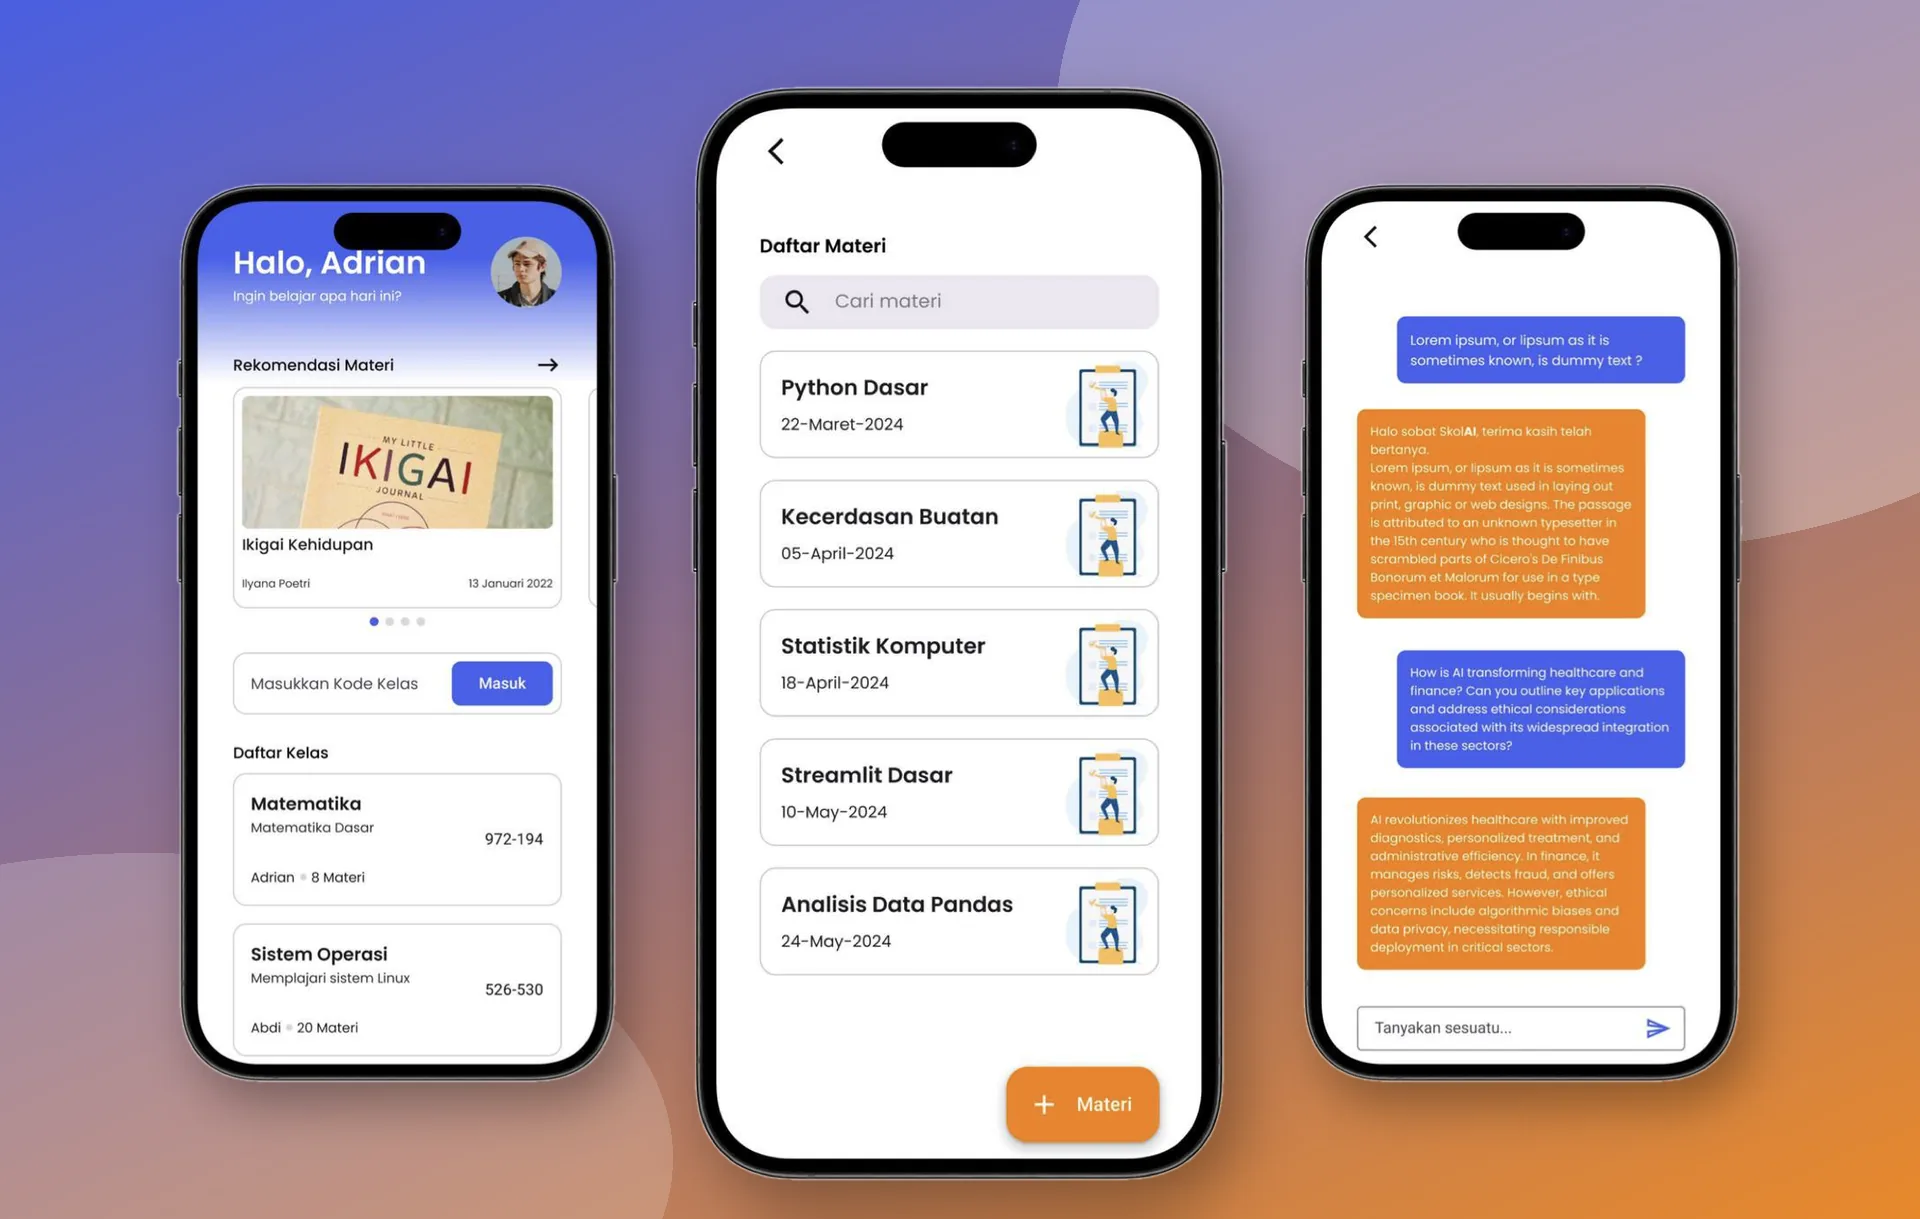 Halo, Adrian
Ingin belajar apa hari ini?
Rekomendasi Materi
MY LITTLE
IKIGAI
JOURNAL
Ikigai Kehidupan
Ilyana Poetri
13 Januari 2022
Masukkan Kode Kelas
Masuk
Daftar Kelas
Matematika
Matematika Dasar
972-194
Adrian
8 Materi
Sistem Operasi
Memplajari sistem Linux
526-530
Abdi
20 Materi
Daftar Materi
Cari materi
Python Dasar
22-Maret-2024
Kecerdasan Buatan
05-April-2024
Statistik Komputer
18-April-2024
Streamlit Dasar
10-May-2024
Analisis Data Pandas
24-May-2024
+ Materi
Lorem ipsum, or lipsum as it is
sometimes known, is dummy text ?
Halo sobat SkolAI, terima kasih telah
bertanya.
Lorem ipsum, or lipsum as it is sometimes
known, is dummy text used in laying out
print, graphic or web designs. The passage
is attributed to an unknown typesetter in
the 15th century who is thought to have
scrambled parts of Cicero's De Finibus
Bonorum et Malorum for use in a type
specimen book. It usually begins with.
How is AI transforming healthcare and
finance? Can you outline key applications
and address ethical considerations
associated with its widespread integration
in these sectors?
AI revolutionizes healthcare with improved
diagnostics, personalized treatment, and
administrative efficiency. In finance, it
manages risks, detects fraud, and offers
personalized services. However, ethical
concerns include algorithmic biases and
data privacy, necessitating responsible
deployment in critical sectors.
Tanyakan sesuatu...